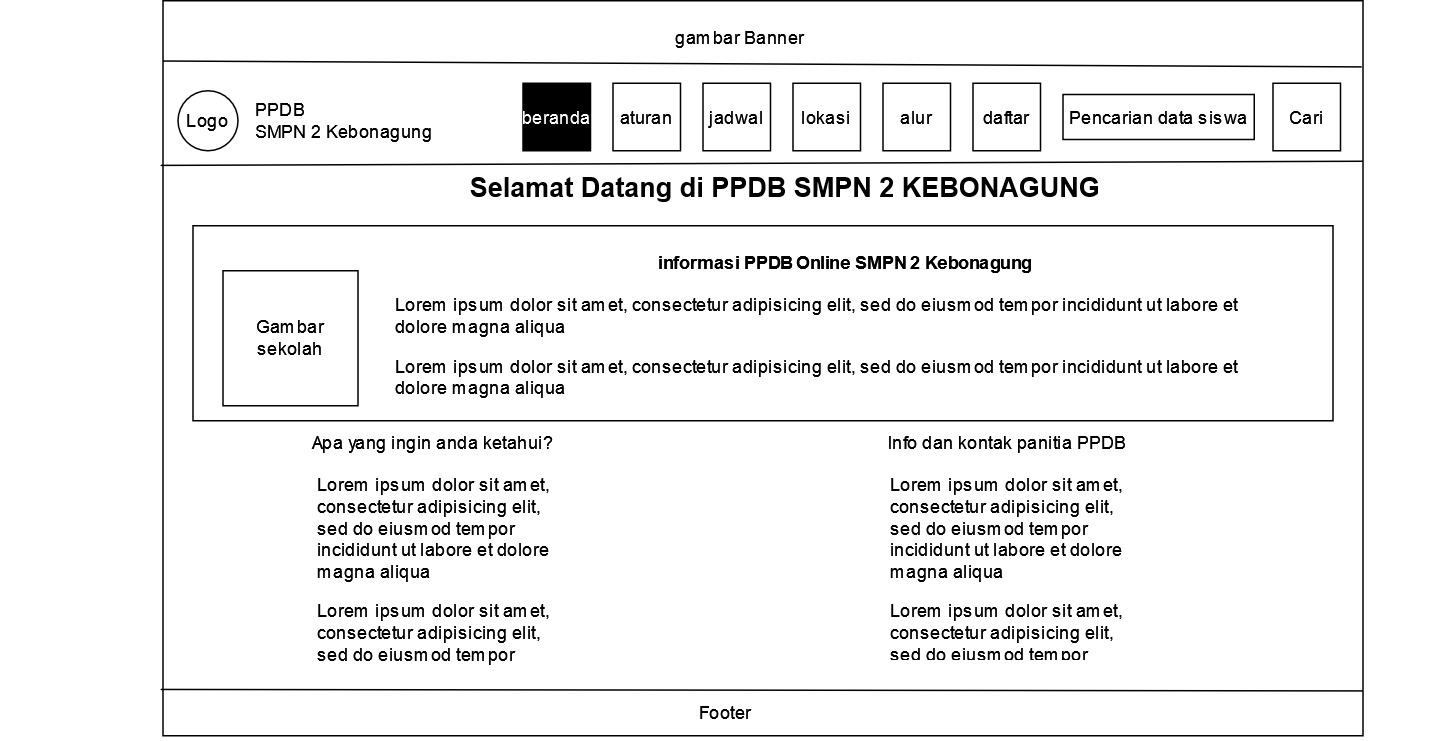 gambar Banner
Logo
PPDB
SMPN 2 Kebonagung
beranda
aturan
jadwal
lokasi
alur
daftar
Pencarian data siswa
Cari
Selamat Datang di PPDB SMPN 2 KEBONAGUNG
informasi PPDB Online SMPN 2 Kebonagung
Gambar
sekolah
Lorem ipsum dolor sit amet, consectetur adipisicing elit, sed do eiusmod tempor incididunt ut labore et
dolore magna aliqua
Lorem ipsum dolor sit amet, consectetur adipisicing elit, sed do eiusmod tempor incididunt ut labore et
dolore magna aliqua
Apa yang ingin anda ketahui?
Lorem ipsum dolor sit amet,
consectetur adipisicing elit,
sed do eiusmod tempor
incididunt ut labore et dolore
magna aliqua
Lorem ipsum dolor sit amet,
consectetur adipisicing elit,
sed do eiusmod tempor
Info dan kontak panitia PPDB
Lorem ipsum dolor sit amet,
consectetur adipisicing elit,
sed do eiusmod tempor
incididunt ut labore et dolore
magna aliqua
Lorem ipsum dolor sit amet,
consectetur adipisicing elit,
sed do eiusmod tempor
Footer